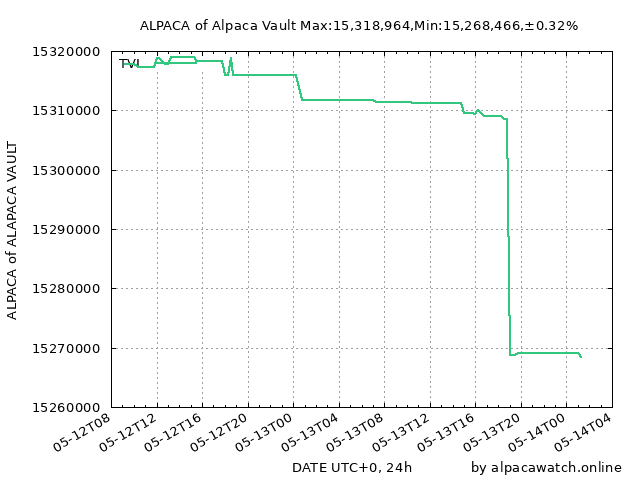 ALPACA of Alpaca Vault Max:15,318,964,Min:15,268,466,±0.32%
15320000
TVL
15310000
15300000
15290000
15280000
15270000
15260000
ALPACA of ALAPACA VAULT
05-12T08
05-12T12
05-12T16
05-12T20
05-13T00
05-13T04
05-13T08
05-13T12
05-13T16
05-13T20
05-14T00
05-14T04
DATE UTC+0, 24h
by alpacawatch.online